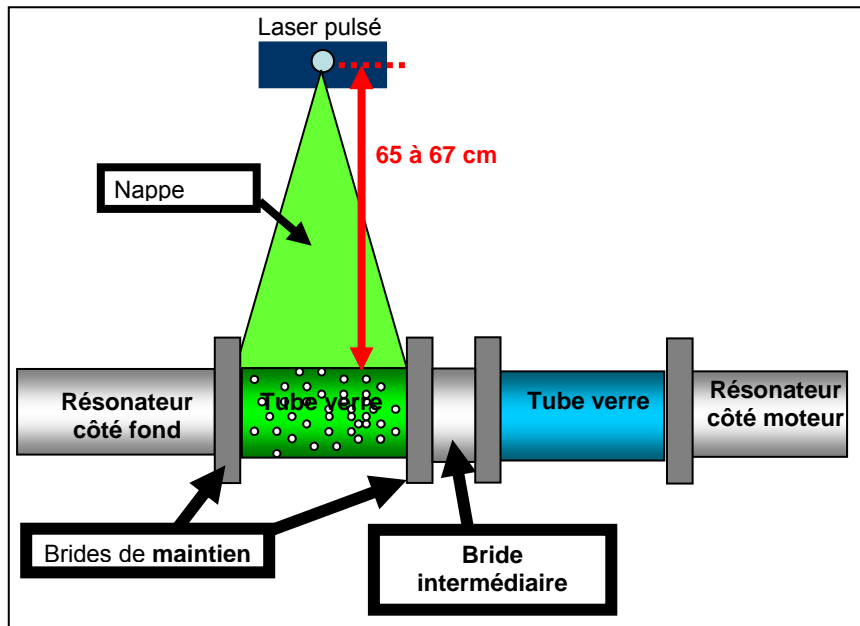 Laser pulsé
65 à 67 cm
Nappe
Résonateur
côté fond
Tube verre
Tube verre
Résonateur
côté moteur
Brides de maintien
Bride
intermédiaire